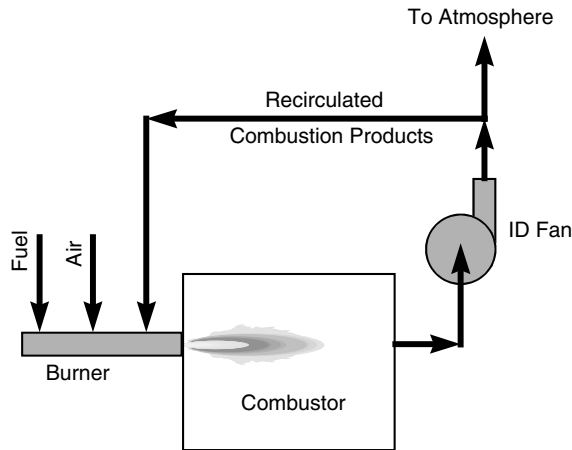 To Atmosphere
Recirculated
Combustion Products
ID Fan
Fuel
Air
Burner
Combustor